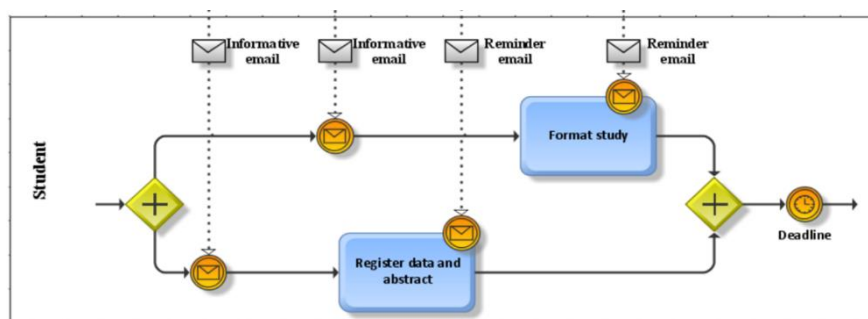 Informative
email
Informative
email
Reminder
email
Reminder
email
Student
Format study
Register data and
abstract
Deadline